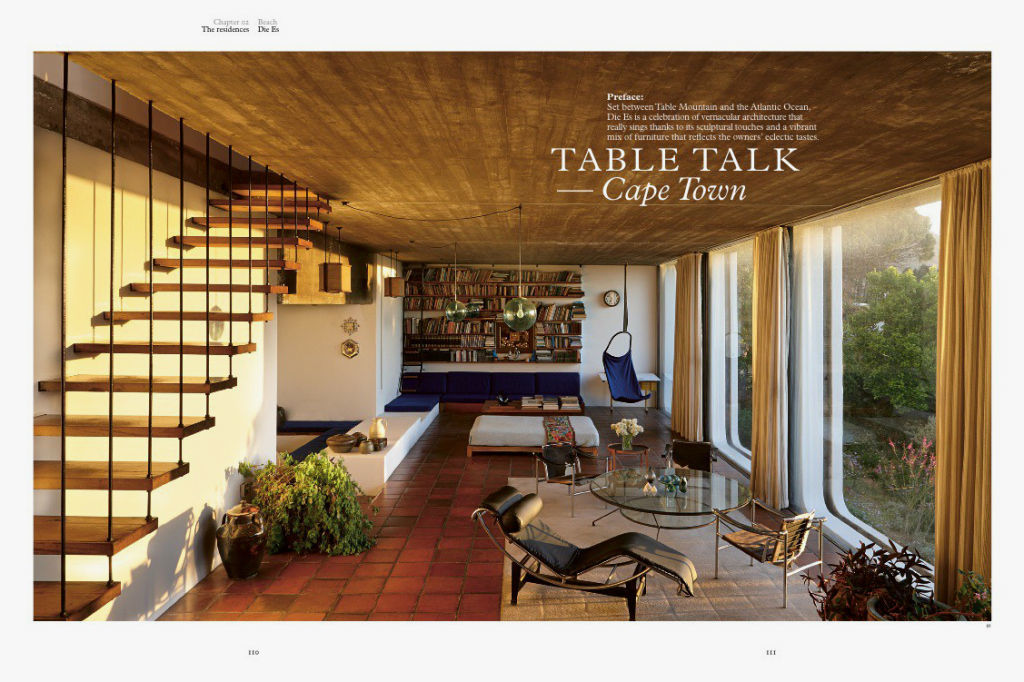 Chapter 02 Beach
The residences Die Es
Preface:
Set between Table Mountain and the Atlantic Ocean,
Die Es is a celebration of vernacular architecture that
really sings thanks to its sculptural touches and a vibrant
mix of furniture that reflects the owners' eclectic tastes.
TABLE TALK
— Cape Town
110
111